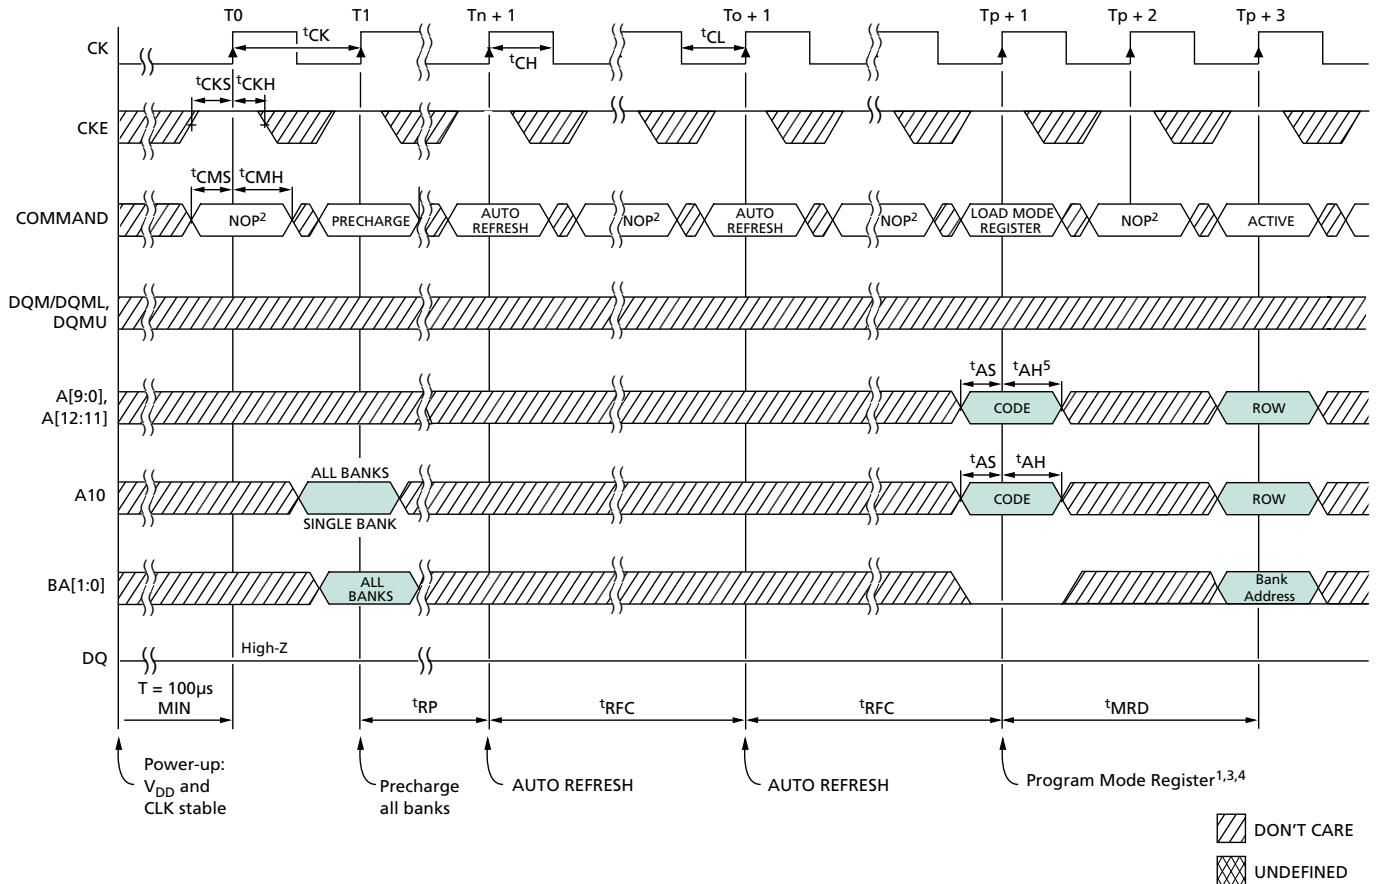 T0 T1 Tn + 1 To + 1 Tp + 1 Tp + 2 Tp + 3
CK tCK tCH tCL
tCKS tCKH
CKE
tCMS tCMH
COMMAND NOP2 PRECHARGE AUTO REFRESH NOP2 AUTO REFRESH NOP2 LOAD MODE REGISTER NOP2 ACTIVE
DQM/DQML,
DQMU
tAS tAH5
A[9:0],
A[12:11]
CODE ROW
tAS tAH
ALL BANKS
A10 CODE ROW
SINGLE BANK
BA[1:0] ALL BANKS Bank Address
High-Z
DQ
T = 100µs
MIN
tRP tRFC tRFC tMRD
Power-up:
VDD and
CLK stable
Precharge
all banks
AUTO REFRESH
AUTO REFRESH
Program Mode Register1,3,4
DON'T CARE
UNDEFINED